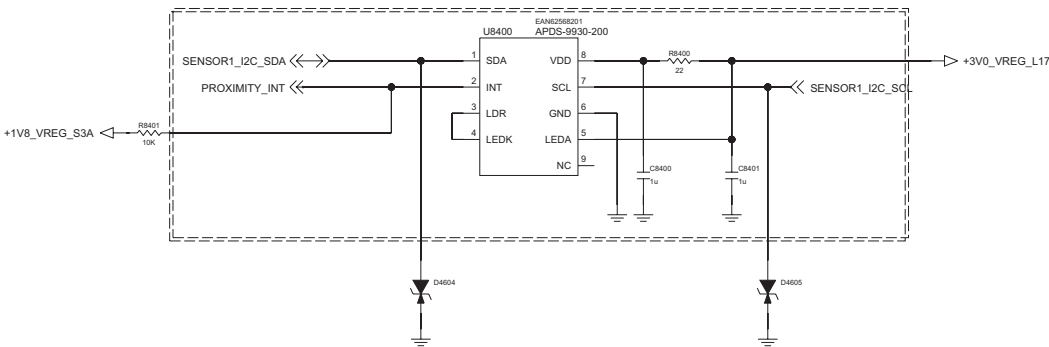 EAN62568201
U8400 APDS-9930-200
SENSOR1_I2C_SDA 1 SDA VDD 8 R8400 22 +3V0_VREG_L17
PROXIMITY_INT 2 INT SCL 7 SENSOR1_I2C_SCL
3 LDR GND 6
+1V8_VREG_S3A R8401 10K 4 LEDK LEDA 5
NC 9
C8400 C8401
1u 1u
D4604 D4605